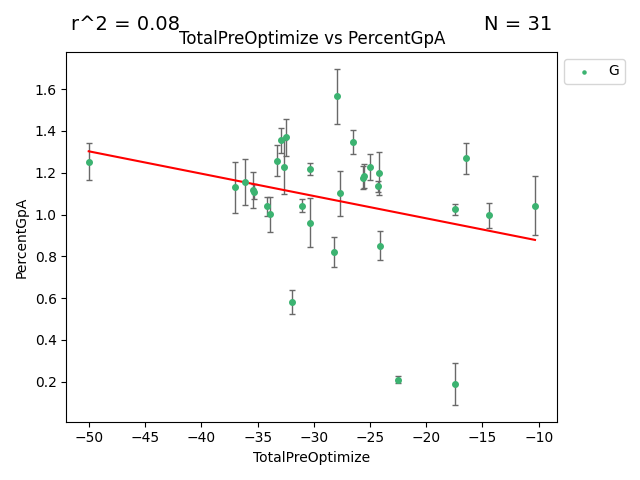 r^2 = 0.08
N = 31
TotalPreOptimize vs PercentGpA
G
PercentGpA
1.6
1.4
1.2
1.0
0.8
0.6
0.4
0.2
−50 −45 −40 −35 −30 −25 −20 −15 −10
TotalPreOptimize